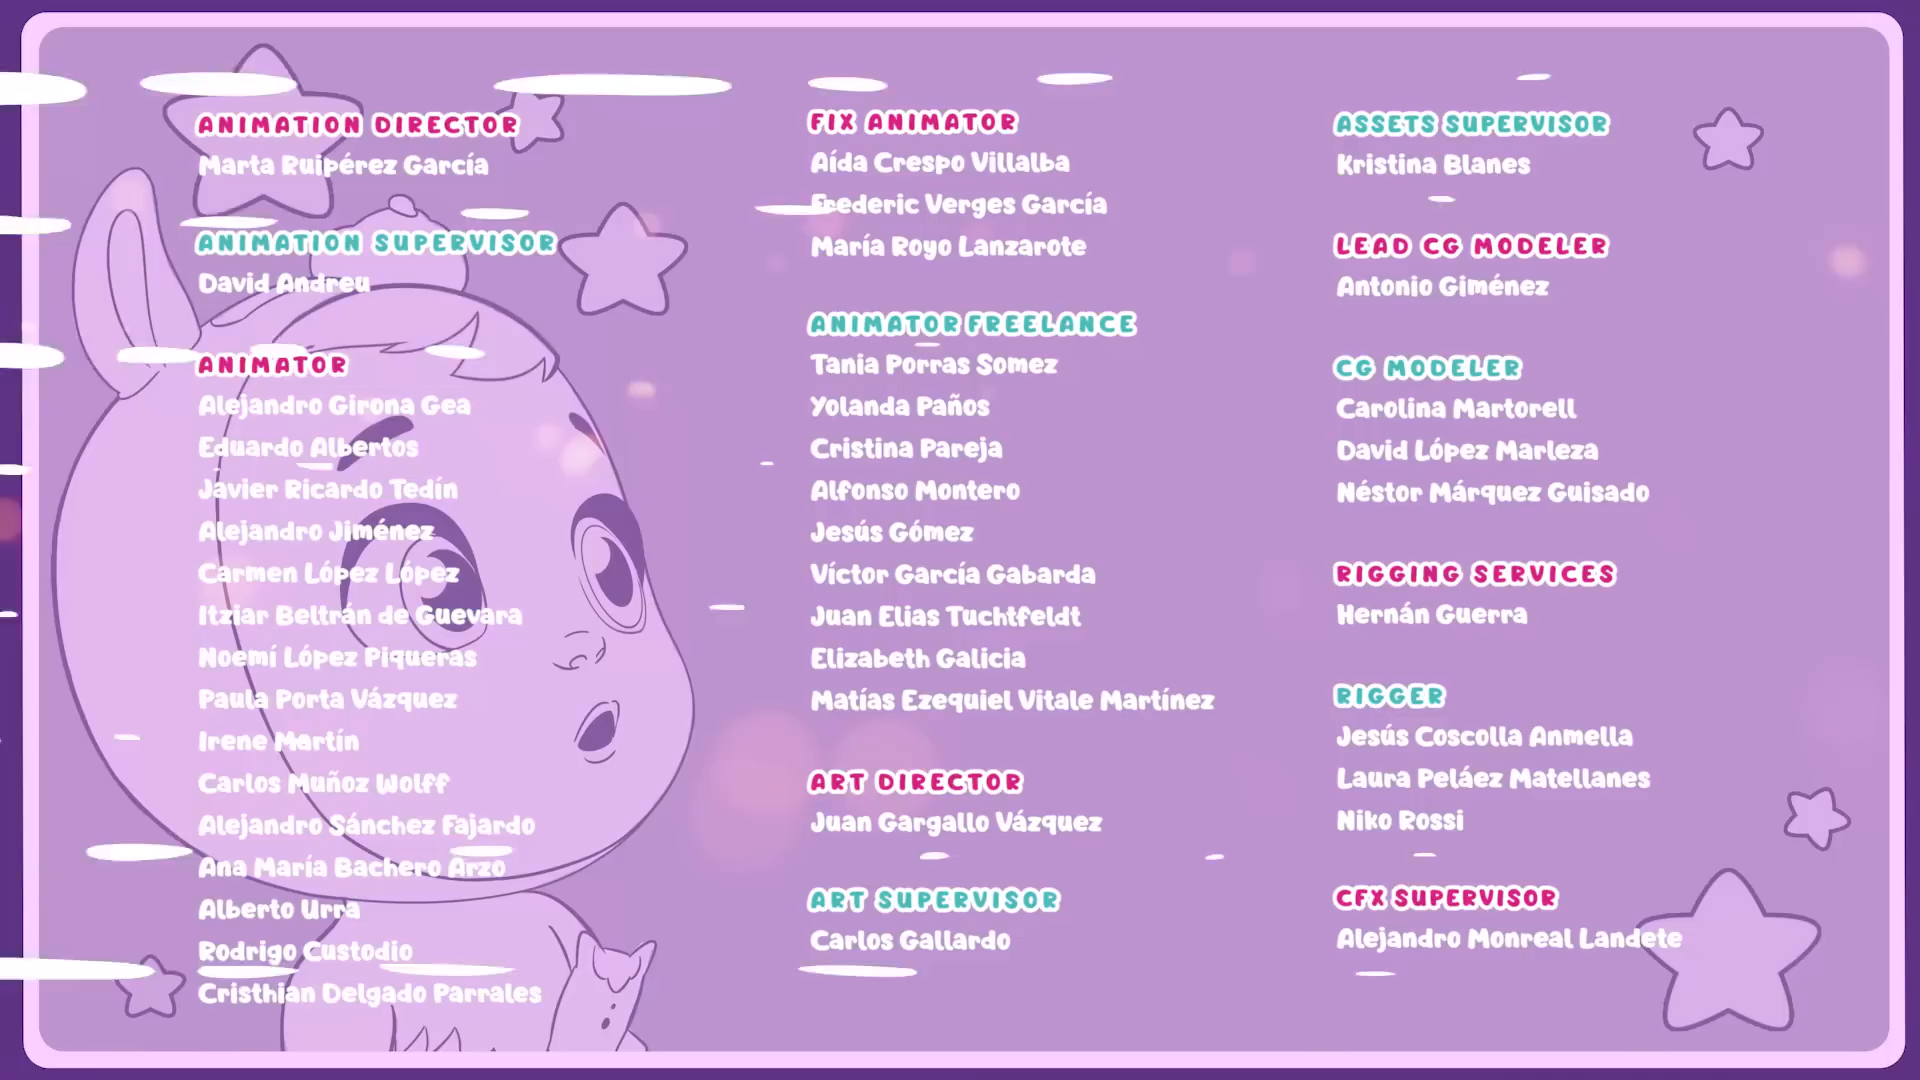 ANIMATION DIRECTOR
Marta Ruipérez García
ANIMATION SUPERVISOR
David Andreu
ANIMATOR
Alejandro Girona Gea
Eduardo Albertos
Javier Ricardo Tedín
Alejandro Jiménez
Carmen López López
Itziar Beltrán de Guevara
Noemí López Piqueras
Paula Porta Vázquez
Irene Martín
Carlos Muñoz Wolff
Alejandro Sánchez Fajardo
Ana María Bachero Arzo
Alberto Urra
Rodrigo Custodio
Cristhian Delgado Parrales
FIX ANIMATOR
Aída Crespo Villalba
Frederic Verges García
María Royo Lanzarote
ANIMATOR FREELANCE
Tania Porras Somez
Yolanda Paños
Cristina Pareja
Alfonso Montero
Jesús Gómez
Víctor García Gabarda
Juan Elias Tuchtfeldt
Elizabeth Galicia
Matías Ezequiel Vitale Martínez
ART DIRECTOR
Juan Gargallo Vázquez
ART SUPERVISOR
Carlos Gallardo
ASSETS SUPERVISOR
Kristina Blanes
LEAD CG MODELER
Antonio Giménez
CG MODELER
Carolina Martorell
David López Marleza
Néstor Márquez Guisado
RIGGING SERVICES
Hernán Guerra
RIGGER
Jesús Coscolla Anmella
Laura Peláez Matellanes
Niko Rossi
CFX SUPERVISOR
Alejandro Monreal Landete